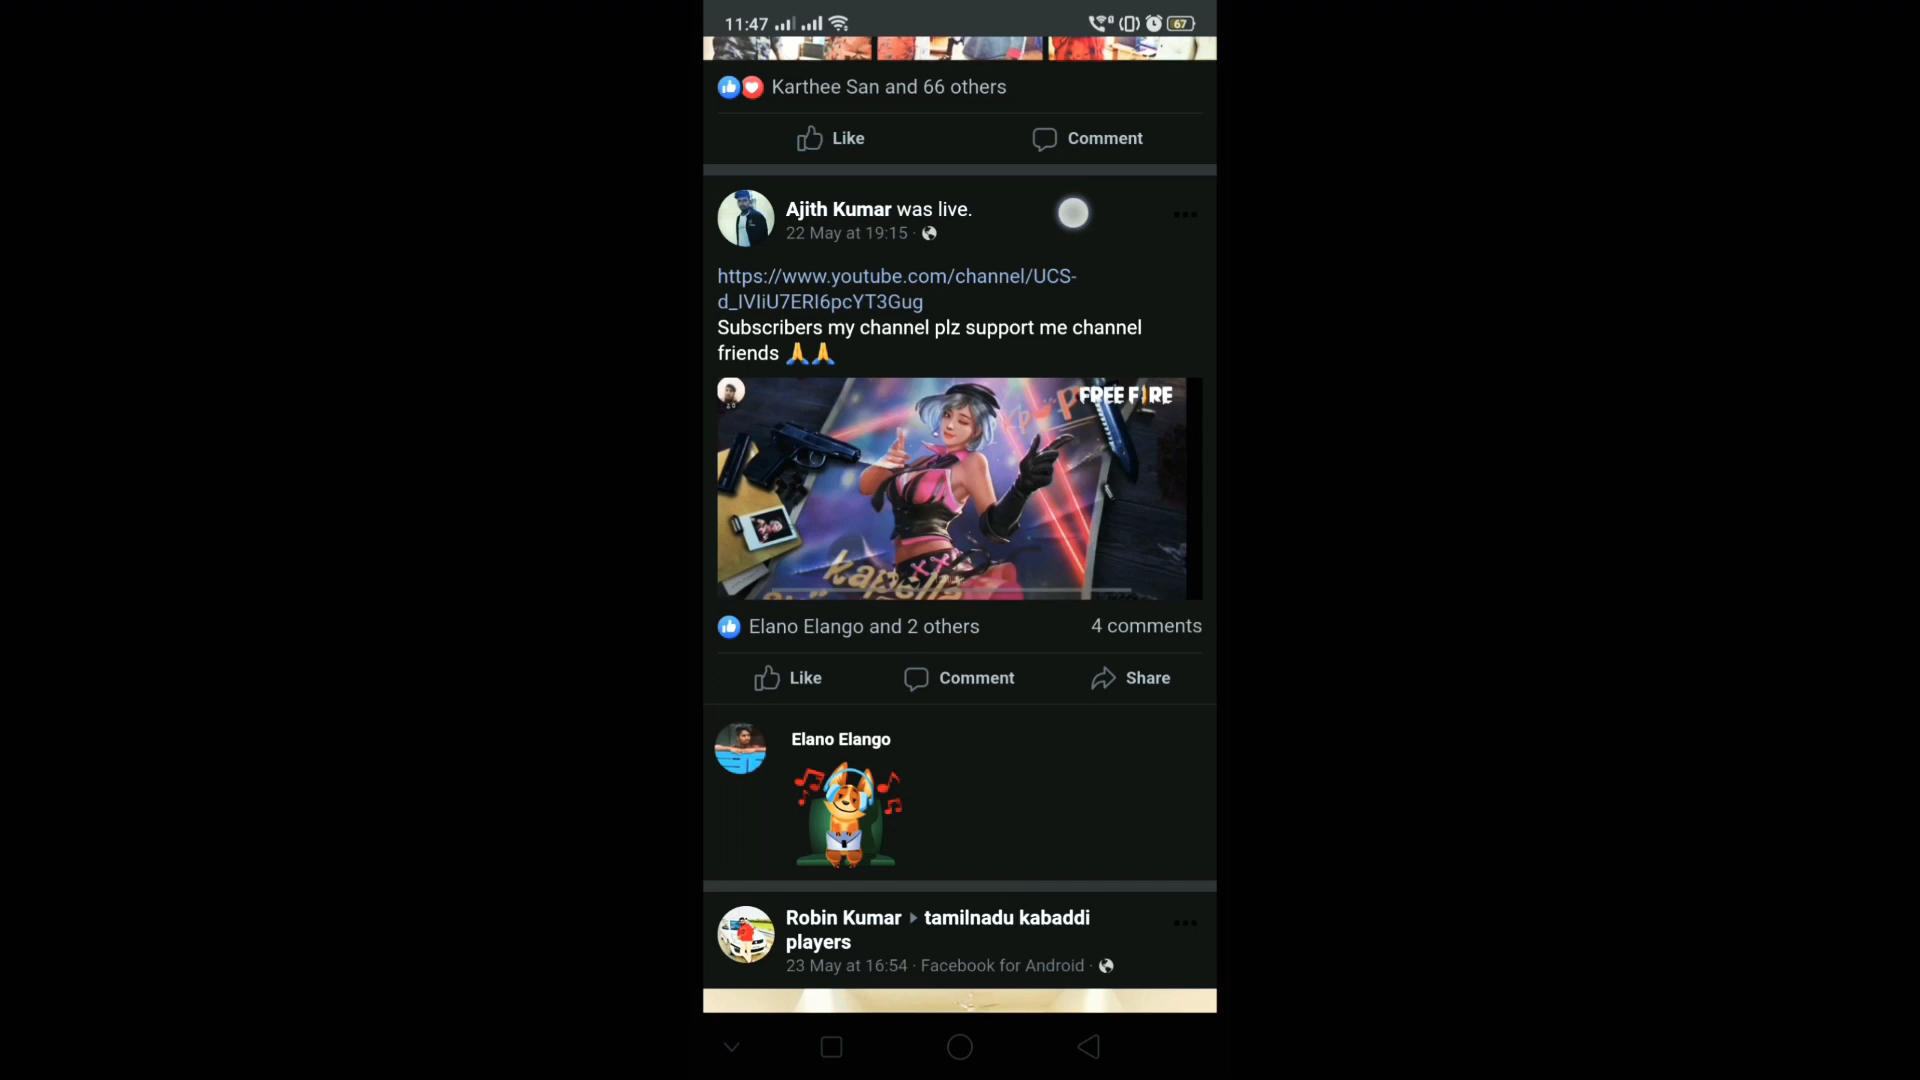 11:47
67
Karthee San and 66 others
Like
Comment
Ajith Kumar was live.
22 May at 19:15 ·
https://www.youtube.com/channel/UCS-
d_IVIiU7ERI6pcYT3Gug
Subscribers my channel plz support me channel
friends 🙏🙏
FREE FIRE
kapella
Elano Elango and 2 others
4 comments
Like
Comment
Share
Elano Elango
Robin Kumar ▸ tamilnadu kabaddi
players
23 May at 16:54 · Facebook for Android ·